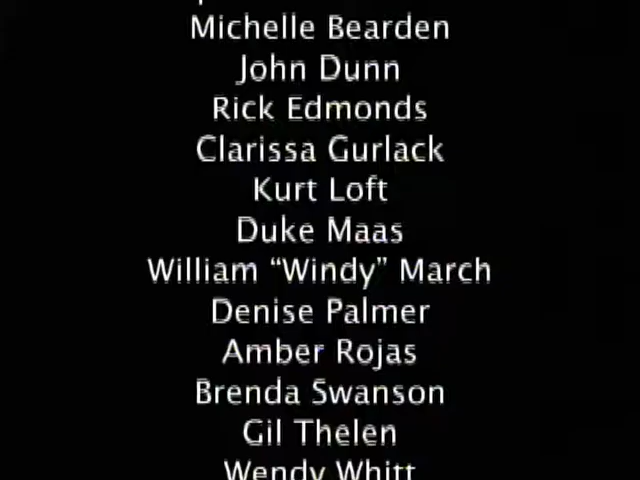 Michelle Bearden
John Dunn
Rick Edmonds
Clarissa Gurlack
Kurt Loft
Duke Maas
William “Windy” March
Denise Palmer
Amber Rojas
Brenda Swanson
Gil Thelen
Wendy Whitt